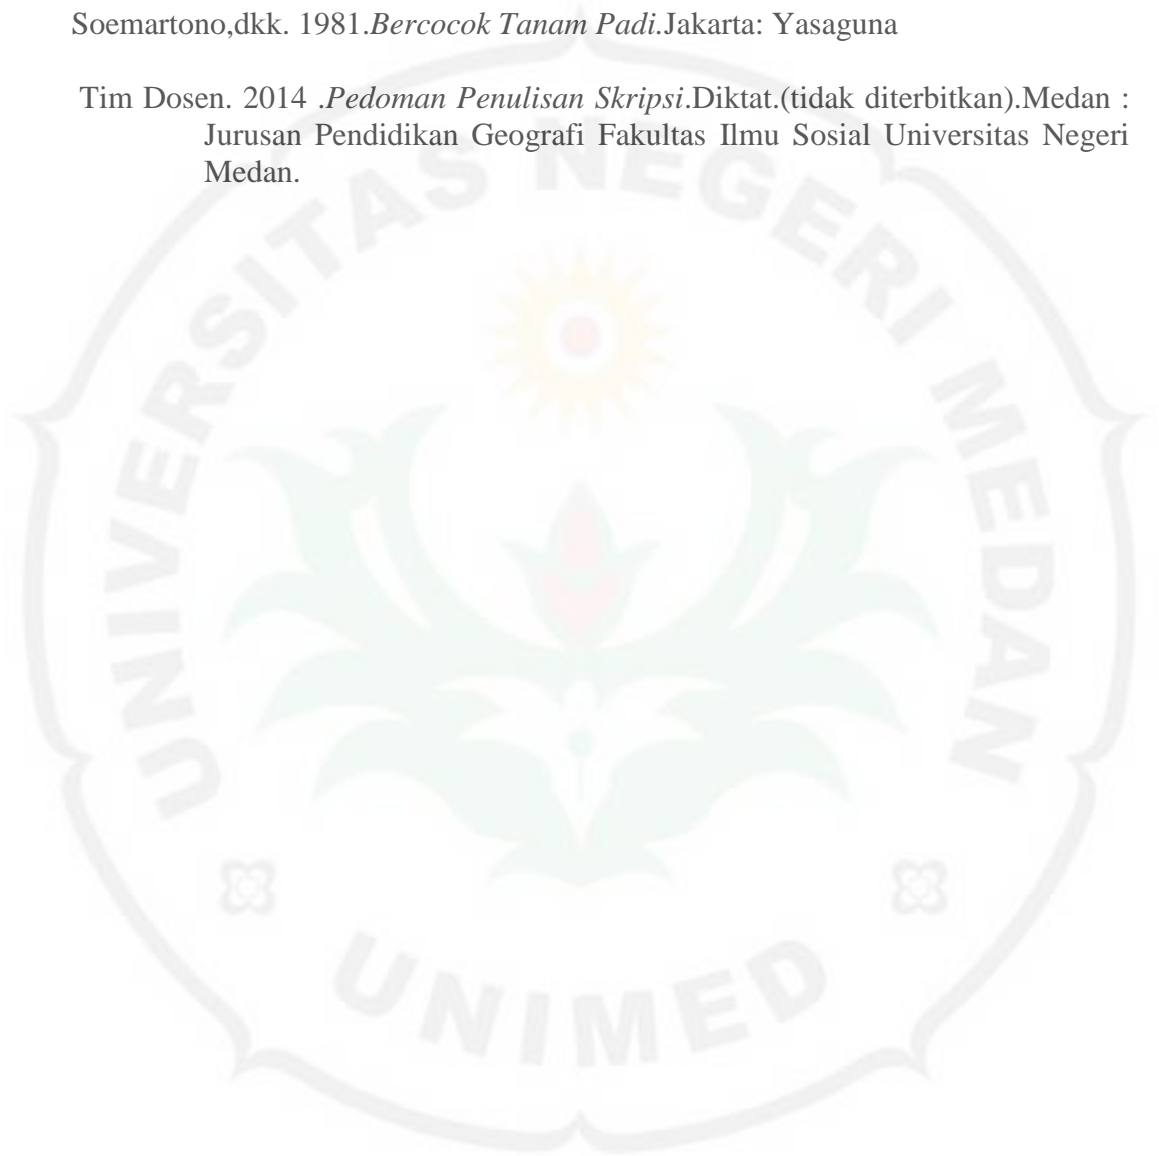 Soemartono,dkk. 1981.Bercocok Tanam Padi.Jakarta: Yasaguna
Tim Dosen. 2014 .Pedoman Penulisan Skripsi.Diktat.(tidak diterbitkan).Medan :
Jurusan Pendidikan Geografi Fakultas Ilmu Sosial Universitas Negeri
Medan.
UNIVERSITAS NEGERI MEDAN
UNIMED